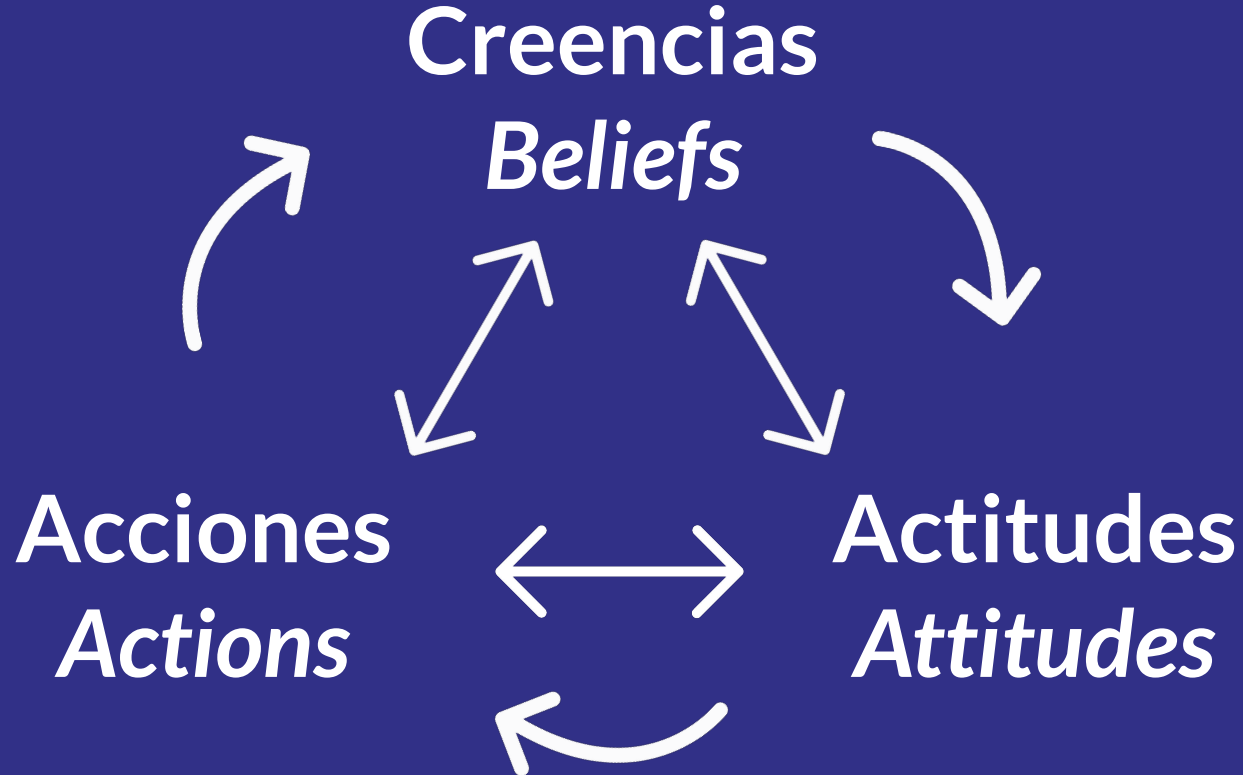 Creencias
Beliefs
Acciones
Actions
Actitudes
Attitudes